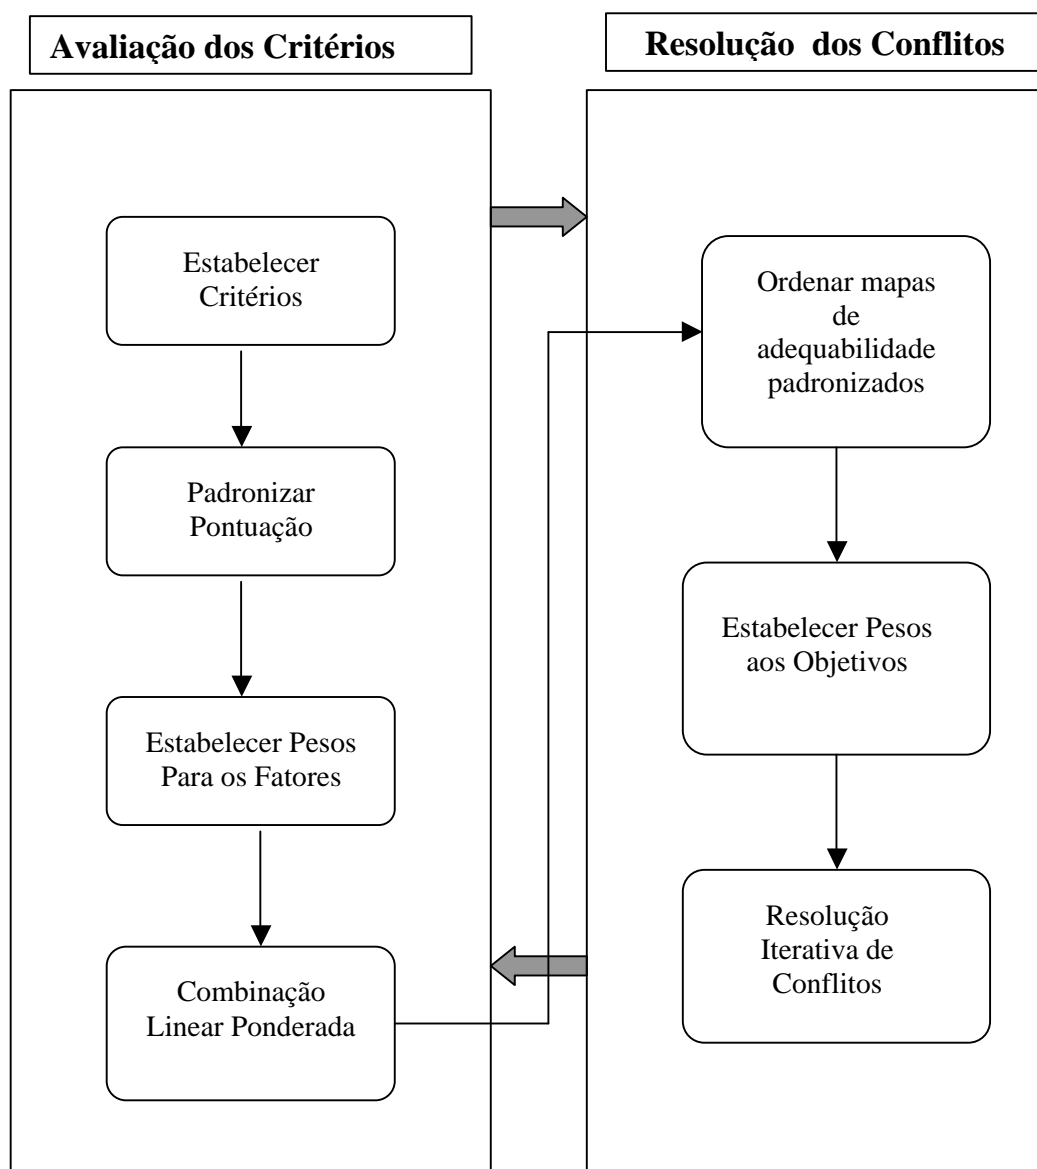 Avaliação dos Critérios
Estabelecer
Critérios
Padronizar
Pontuação
Estabelecer Pesos
Para os Fatores
Combinação
Linear Ponderada
Resolução dos Conflitos
Ordenar mapas
de
adequabilidade
padronizados
Estabelecer Pesos
aos Objetivos
Resolução
Iterativa de
Conflitos